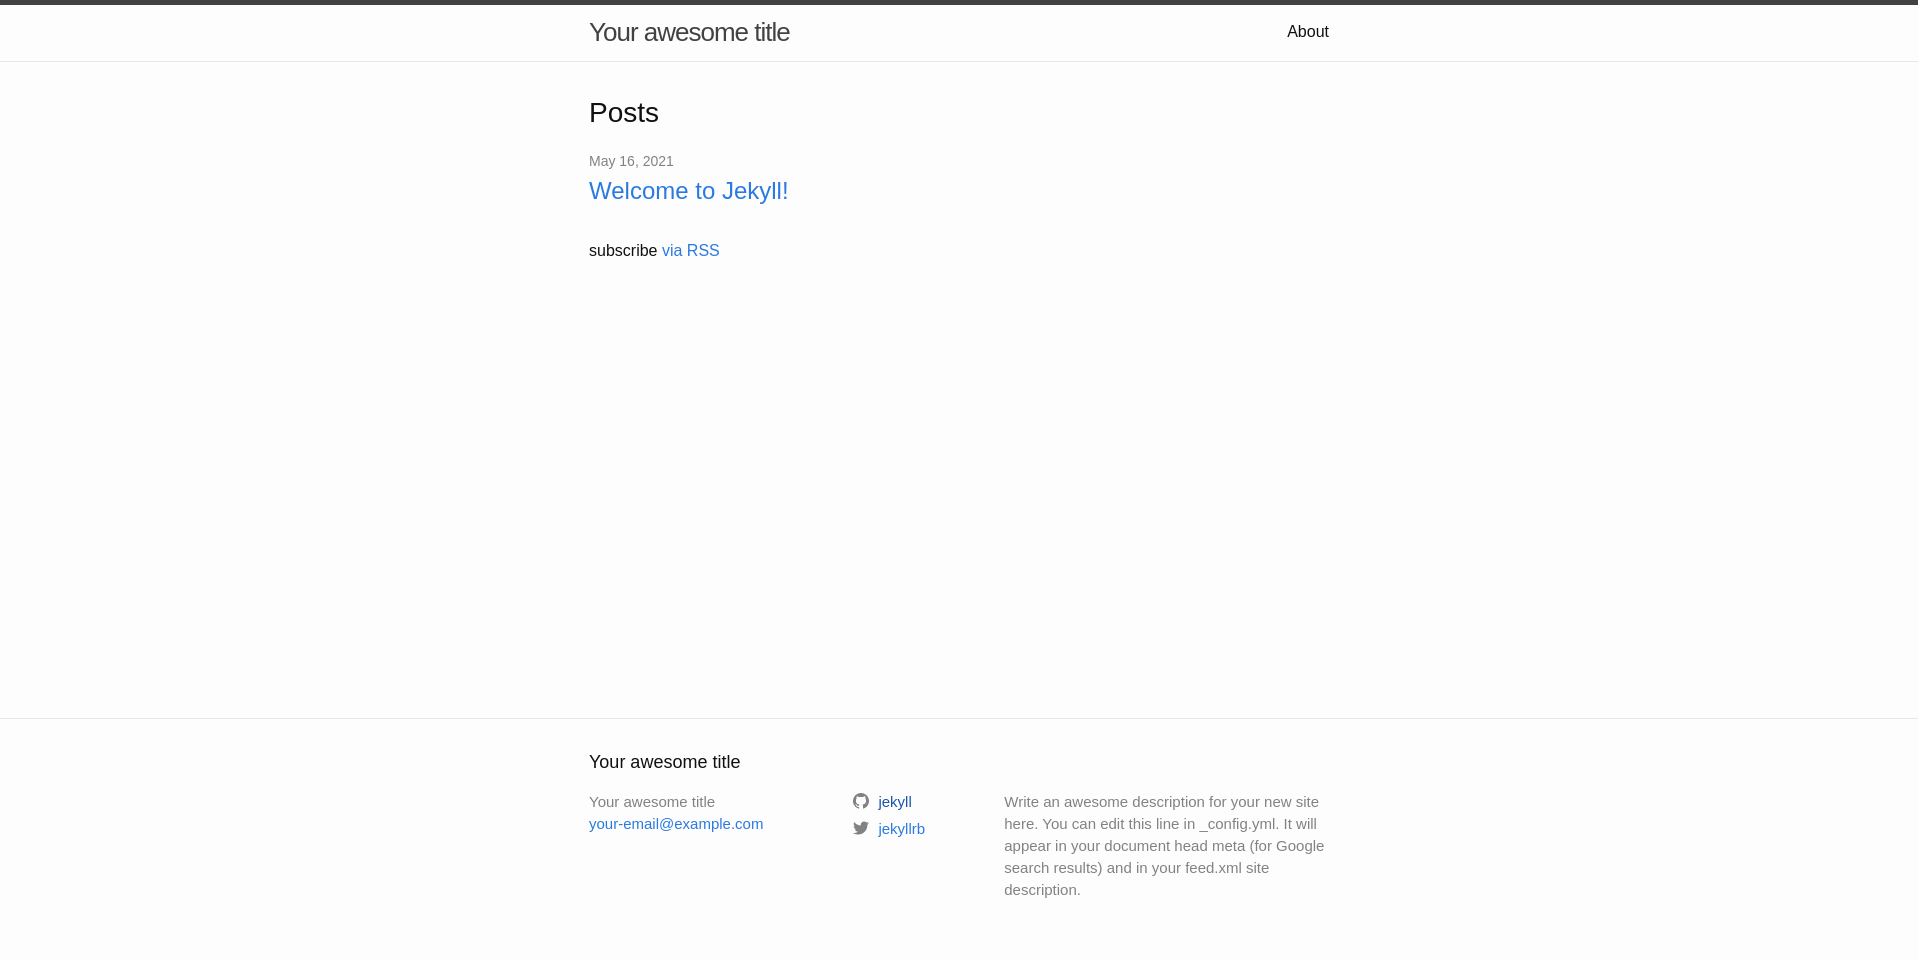 Your awesome title
About
Posts
May 16, 2021
Welcome to Jekyll!
subscribe via RSS
Your awesome title
Your awesome title
your-email@example.com
jekyll
jekyllrb
Write an awesome description for your new site
here. You can edit this line in _config.yml. It will
appear in your document head meta (for Google
search results) and in your feed.xml site
description.